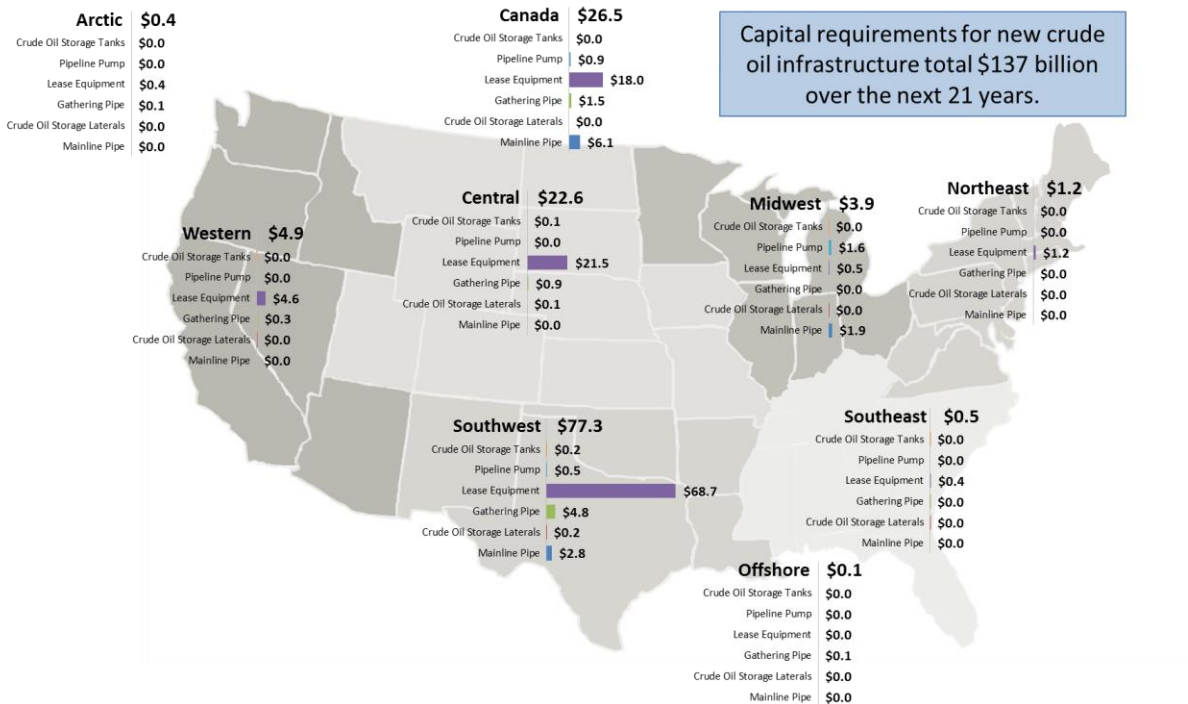 Arctic $0.4
Crude Oil Storage Tanks $0.0
Pipeline Pump $0.0
Lease Equipment $0.4
Gathering Pipe $0.1
Crude Oil Storage Laterals $0.0
Mainline Pipe $0.0
Canada $26.5
Crude Oil Storage Tanks $0.0
Pipeline Pump $0.9
Lease Equipment $18.0
Gathering Pipe $1.5
Crude Oil Storage Laterals $0.0
Mainline Pipe $6.1
Capital requirements for new crude
oil infrastructure total $137 billion
over the next 21 years.
Western $4.9
Crude Oil Storage Tanks $0.0
Pipeline Pump $0.0
Lease Equipment $4.6
Gathering Pipe $0.3
Crude Oil Storage Laterals $0.0
Mainline Pipe $0.0
Central $22.6
Crude Oil Storage Tanks $0.1
Pipeline Pump $0.0
Lease Equipment $21.5
Gathering Pipe $0.9
Crude Oil Storage Laterals $0.1
Mainline Pipe $0.0
Midwest $3.9
Crude Oil Storage Tanks $0.0
Pipeline Pump $1.6
Lease Equipment $0.5
Gathering Pipe $0.0
Crude Oil Storage Laterals $0.0
Mainline Pipe $1.9
Northeast $1.2
Crude Oil Storage Tanks $0.0
Pipeline Pump $0.0
Lease Equipment $1.2
Gathering Pipe $0.0
Crude Oil Storage Laterals $0.0
Mainline Pipe $0.0
Southwest $77.3
Crude Oil Storage Tanks $0.2
Pipeline Pump $0.5
Lease Equipment $68.7
Gathering Pipe $4.8
Crude Oil Storage Laterals $0.2
Mainline Pipe $2.8
Southeast $0.5
Crude Oil Storage Tanks $0.0
Pipeline Pump $0.0
Lease Equipment $0.4
Gathering Pipe $0.0
Crude Oil Storage Laterals $0.0
Mainline Pipe $0.0
Offshore $0.1
Crude Oil Storage Tanks $0.0
Pipeline Pump $0.0
Lease Equipment $0.0
Gathering Pipe $0.1
Crude Oil Storage Laterals $0.0
Mainline Pipe $0.0